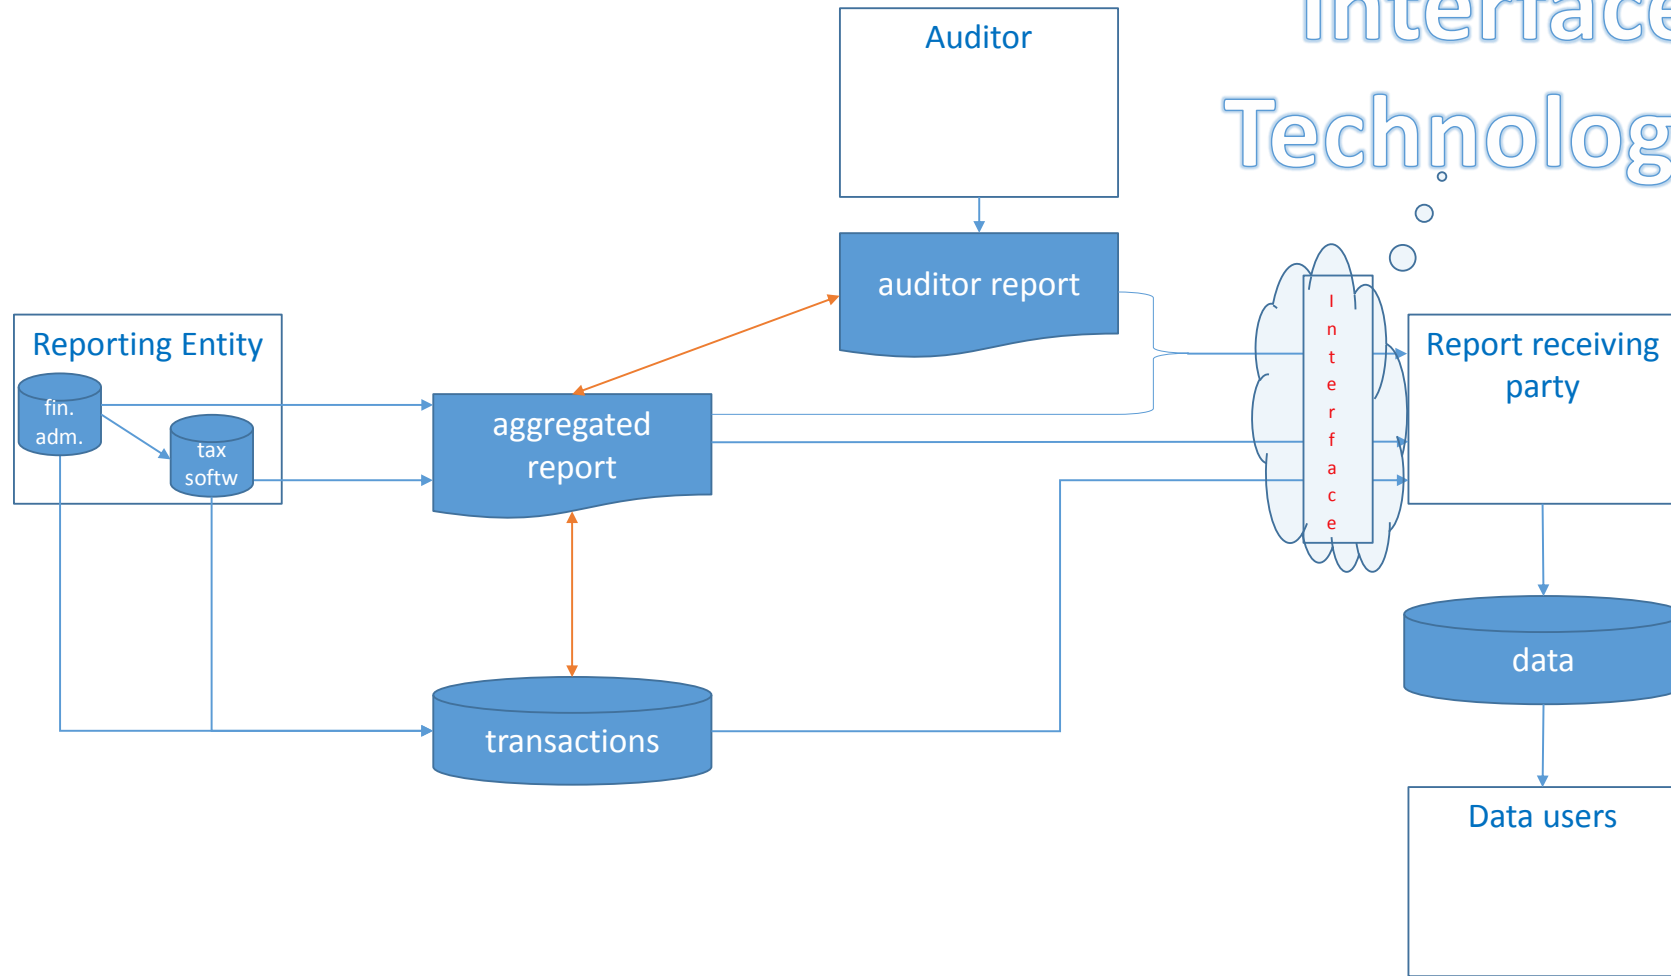 Interface
Technolog
Auditor
auditor report
Reporting Entity
fin.
adm.
tax
softw
aggregated
report
Interface
Report receiving
party
transactions
data
Data users